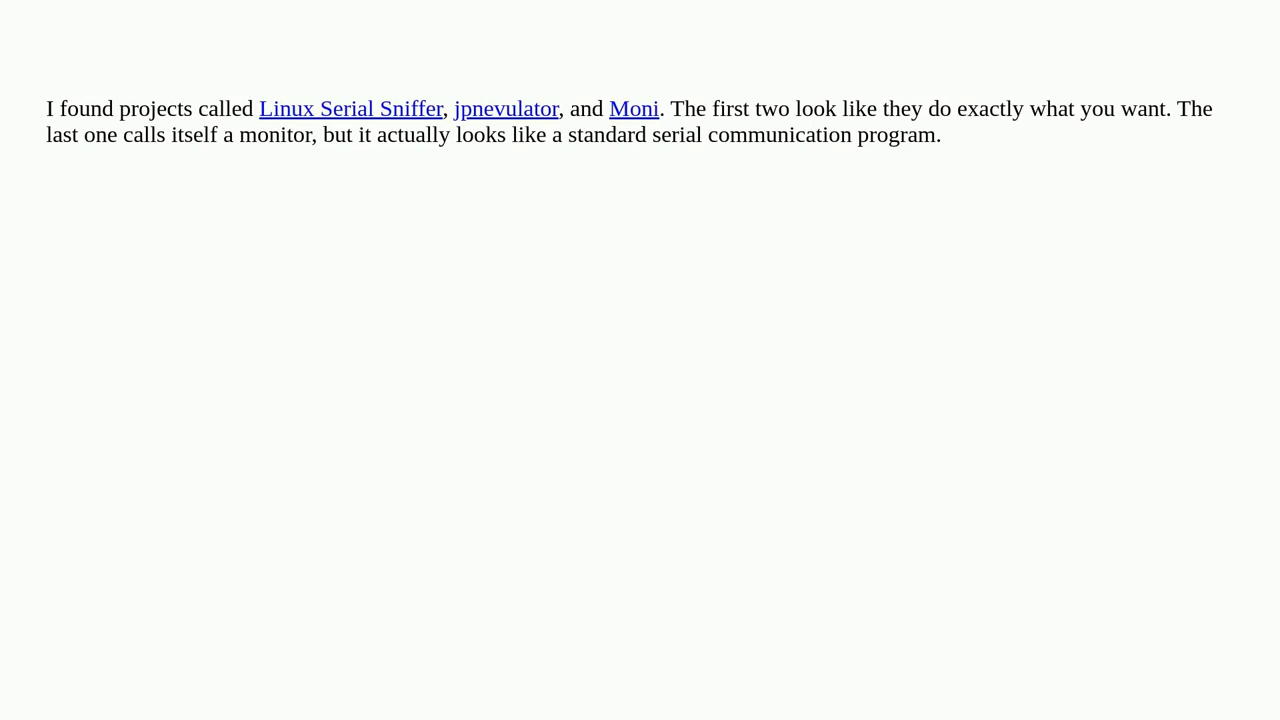 I found projects called Linux Serial Sniffer, jpnevulator, and Moni. The first two look like they do exactly what you want. The
last one calls itself a monitor, but it actually looks like a standard serial communication program.